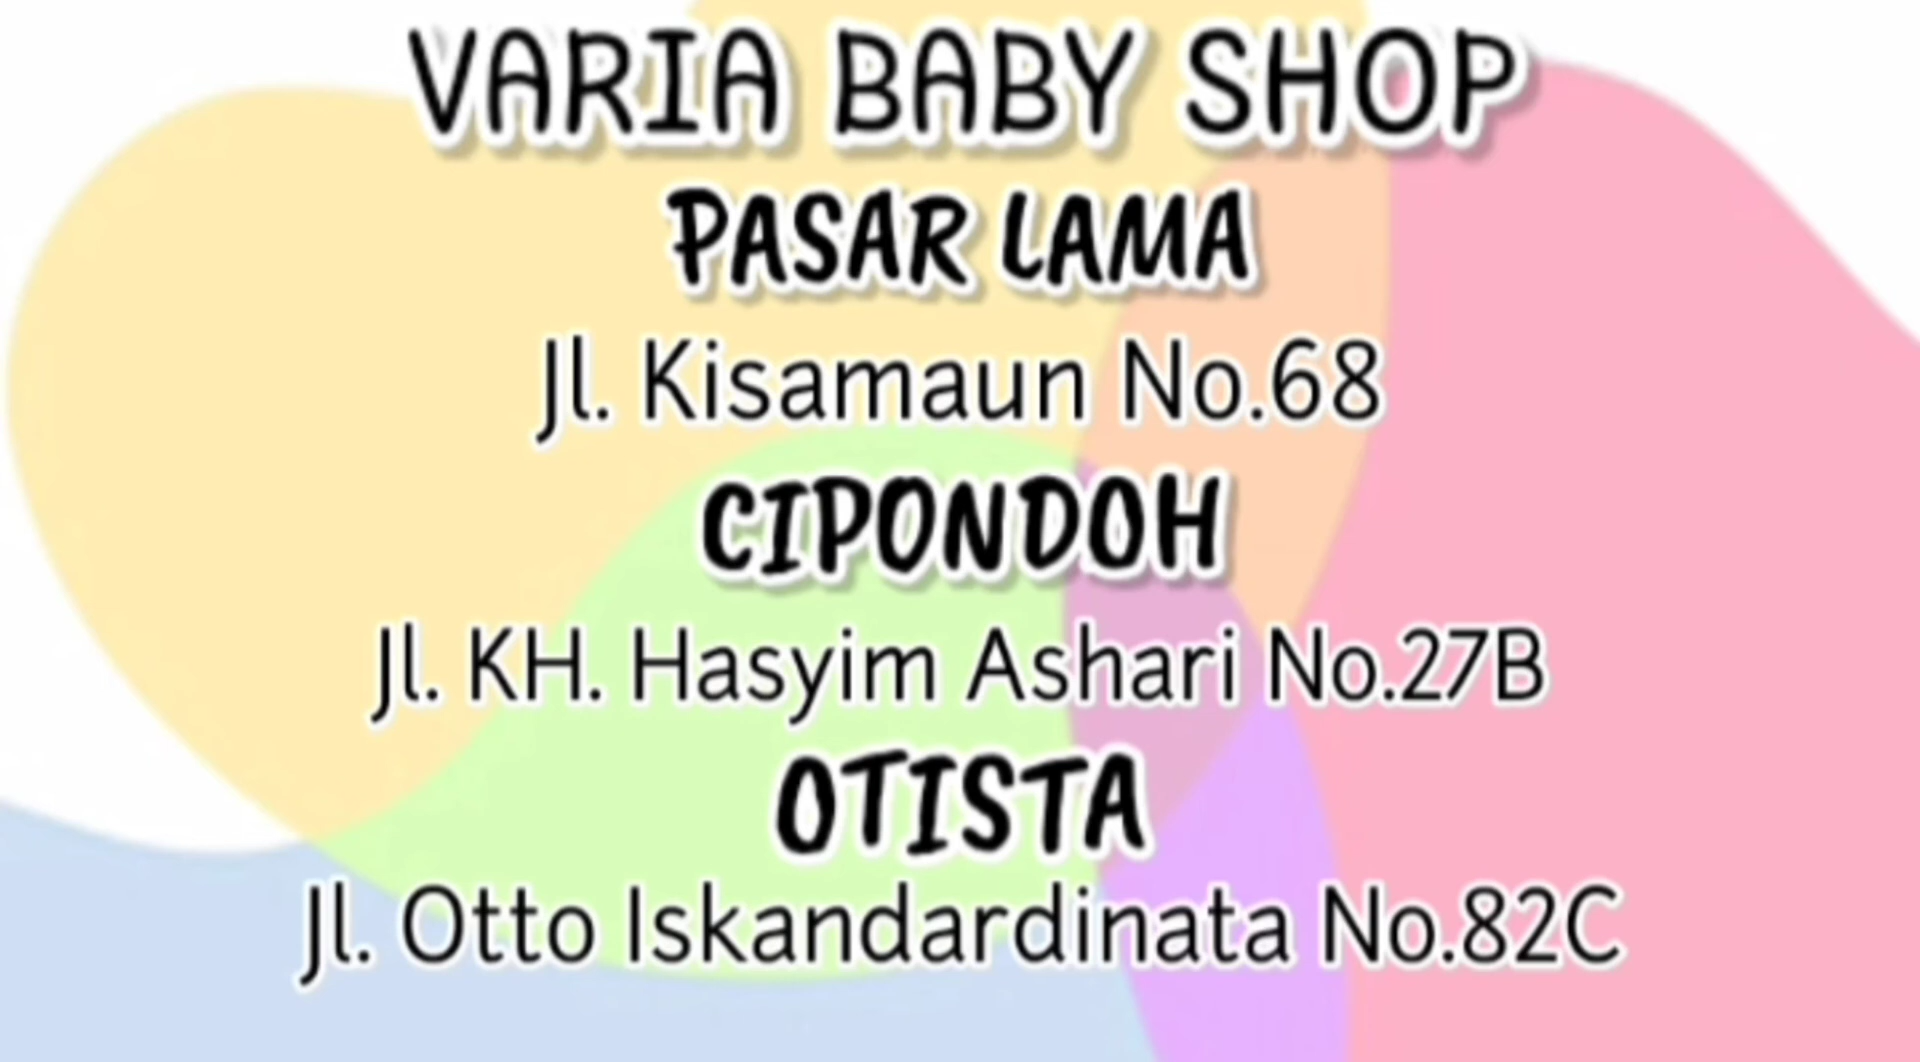 VARIA BABY SHOP
PASAR LAMA
Jl. Kisamaun No.68
CIPONDOH
Jl. KH. Hasyim Ashari No.27B
OTISTA
Jl. Otto Iskandardinata No.82C